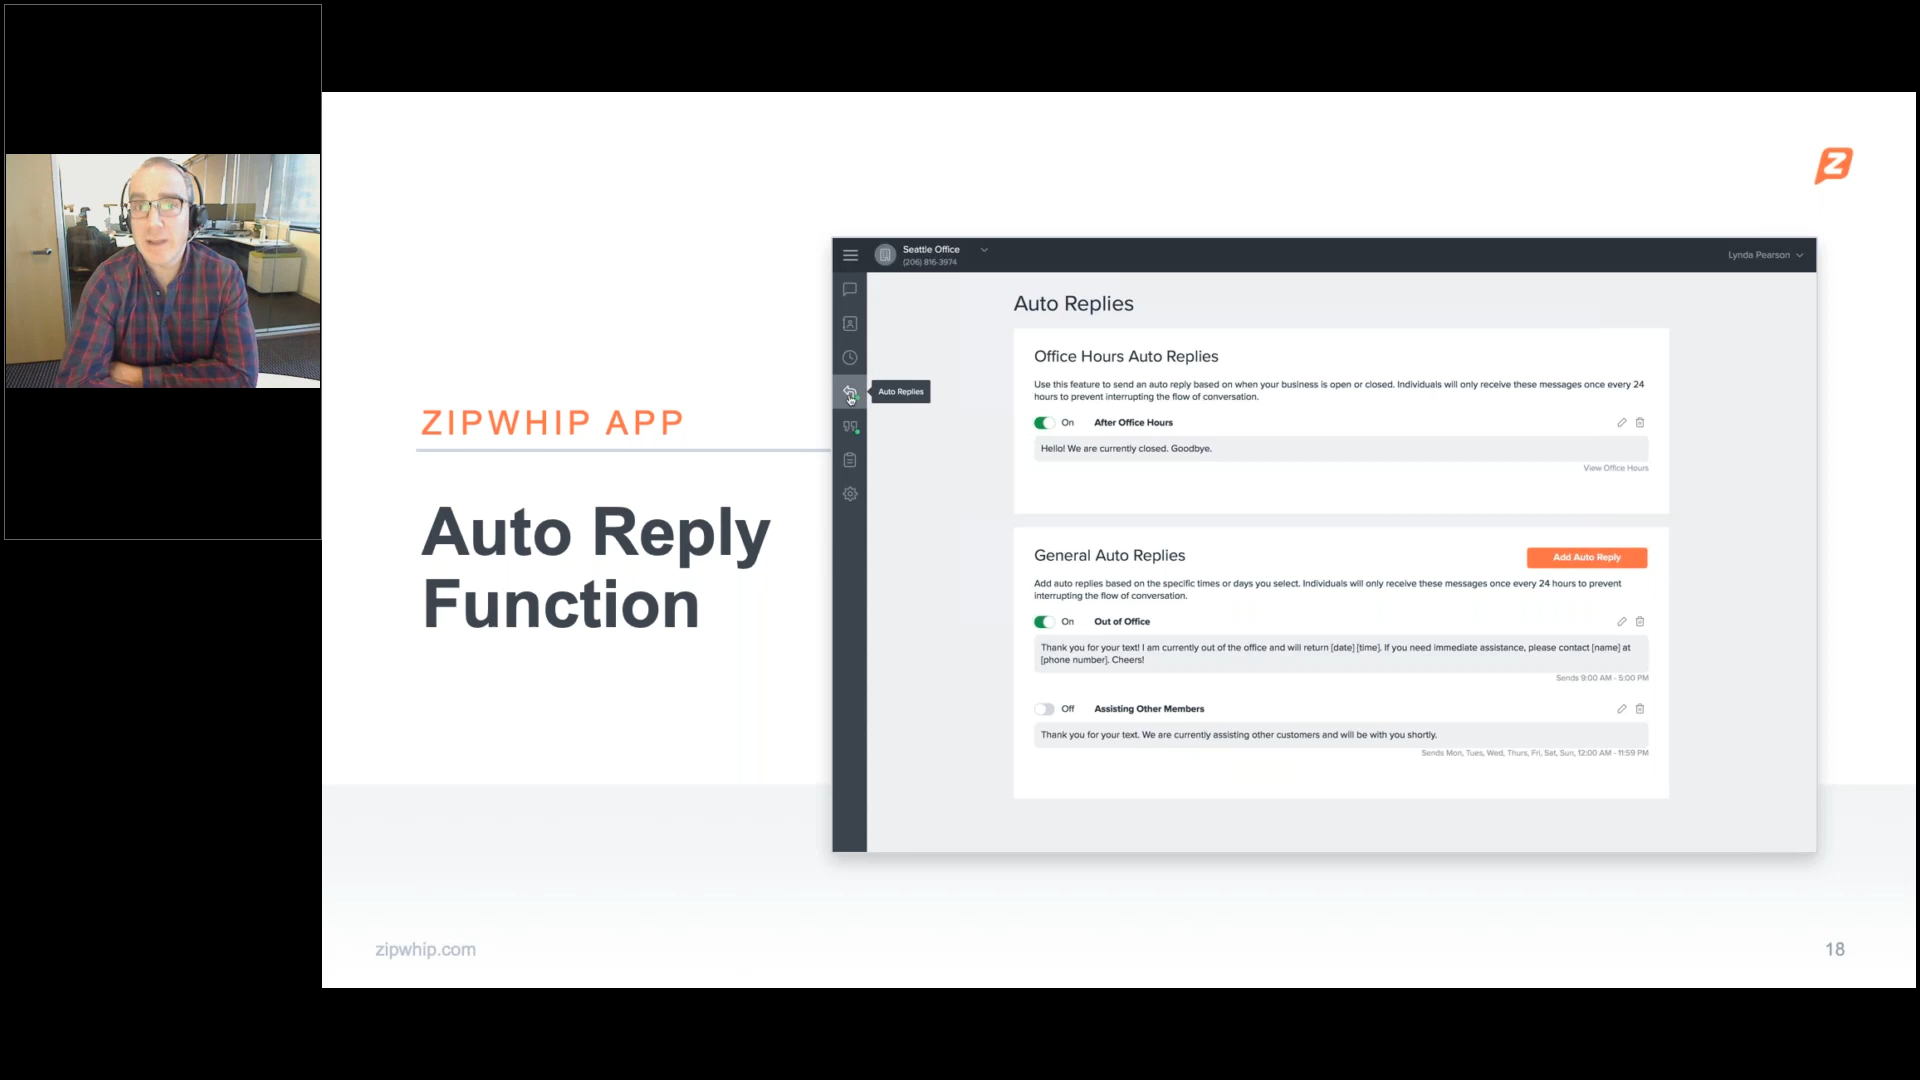 ZIPWHIP APP
Auto Reply
Function
Seattle Office
(206) 816-3974
Lynda Pearson
Auto Replies
Auto Replies
Office Hours Auto Replies
Use this feature to send an auto reply based on when your business is open or closed. Individuals will only receive these messages once every 24
hours to prevent interrupting the flow of conversation.
On After Office Hours
Hello! We are currently closed. Goodbye.
View Office Hours
General Auto Replies
Add Auto Reply
Add auto replies based on the specific times or days you select. Individuals will only receive these messages once every 24 hours to prevent
interrupting the flow of conversation.
On Out of Office
Thank you for your text! I am currently out of the office and will return [date] [time]. If you need immediate assistance, please contact [name] at
[phone number]. Cheers!
Sends 9:00 AM - 5:00 PM
Off Assisting Other Members
Thank you for your text. We are currently assisting other customers and will be with you shortly.
Sends Mon, Tues, Wed, Thurs, Fri, Sat, Sun, 12:00 AM - 11:59 PM
zipwhip.com
18